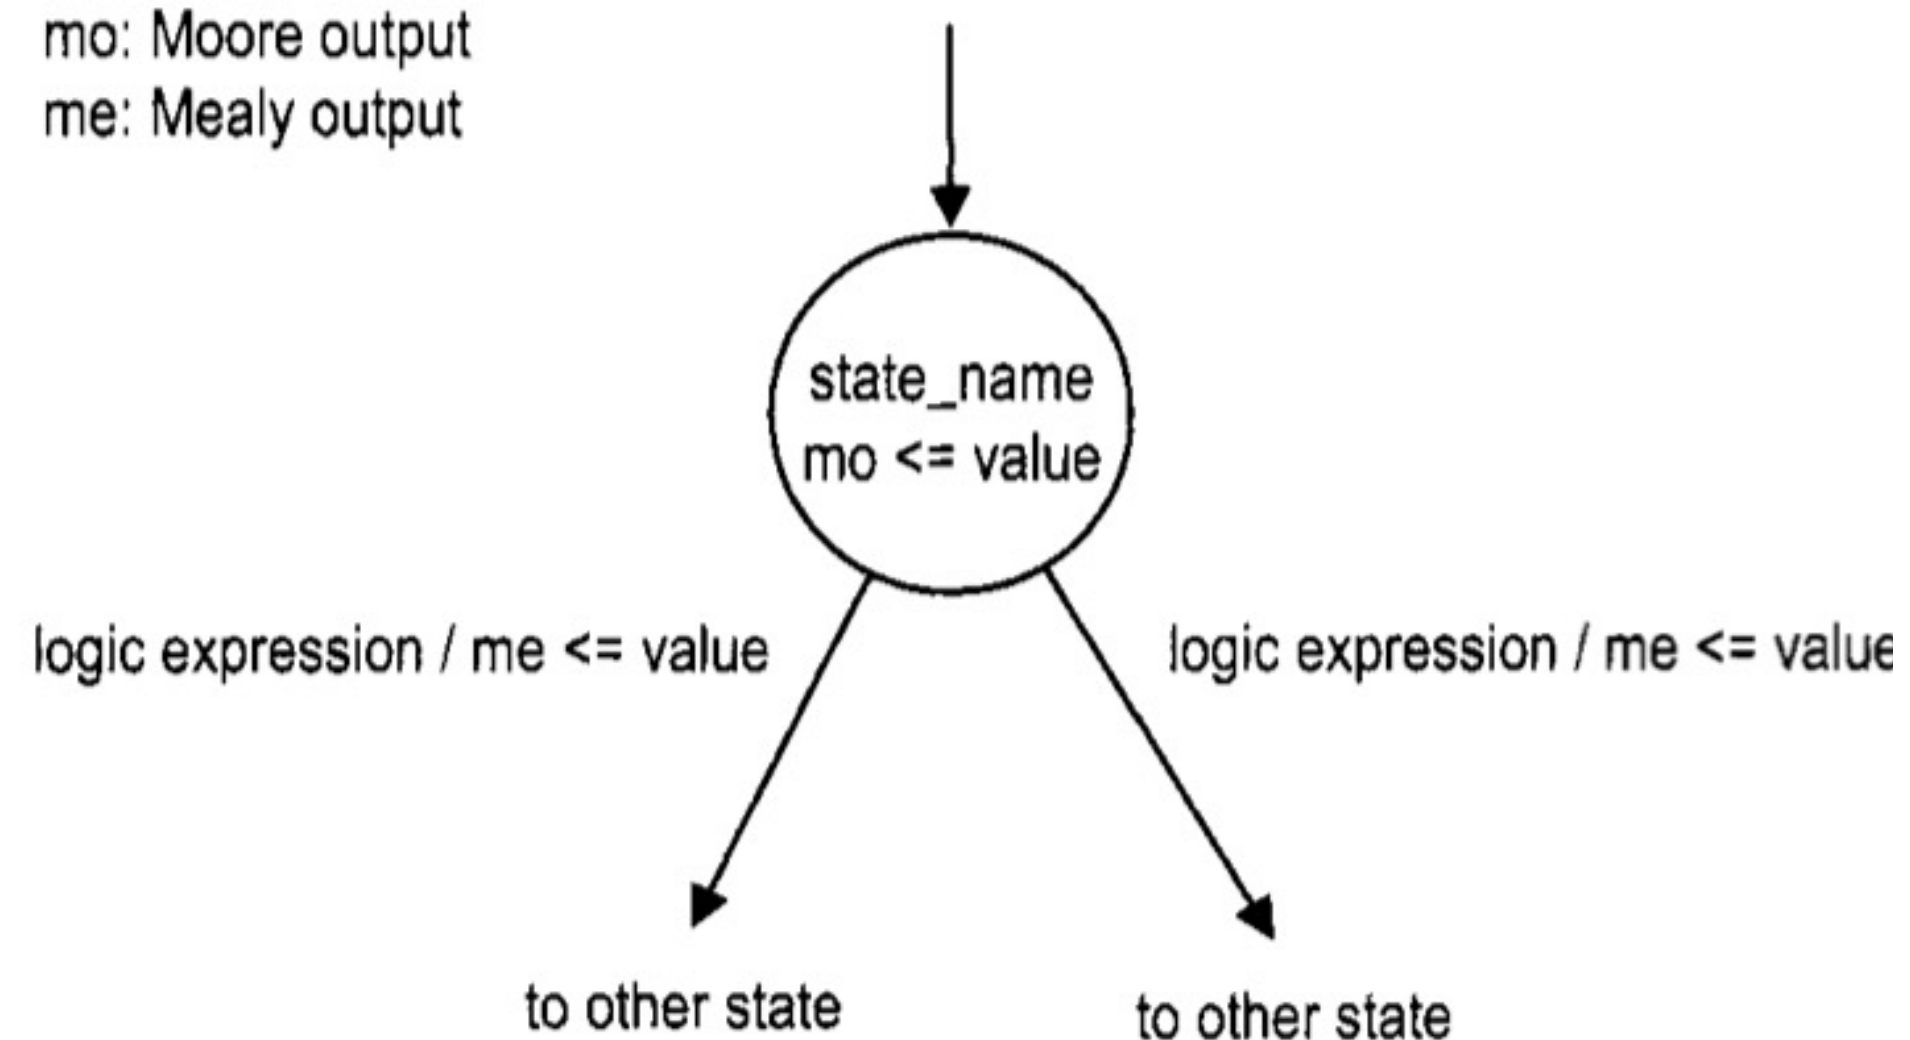 mo: Moore output
me: Mealy output
state_name
mo <= value
logic expression / me <= value
logic expression / me <= value
to other state
to other state